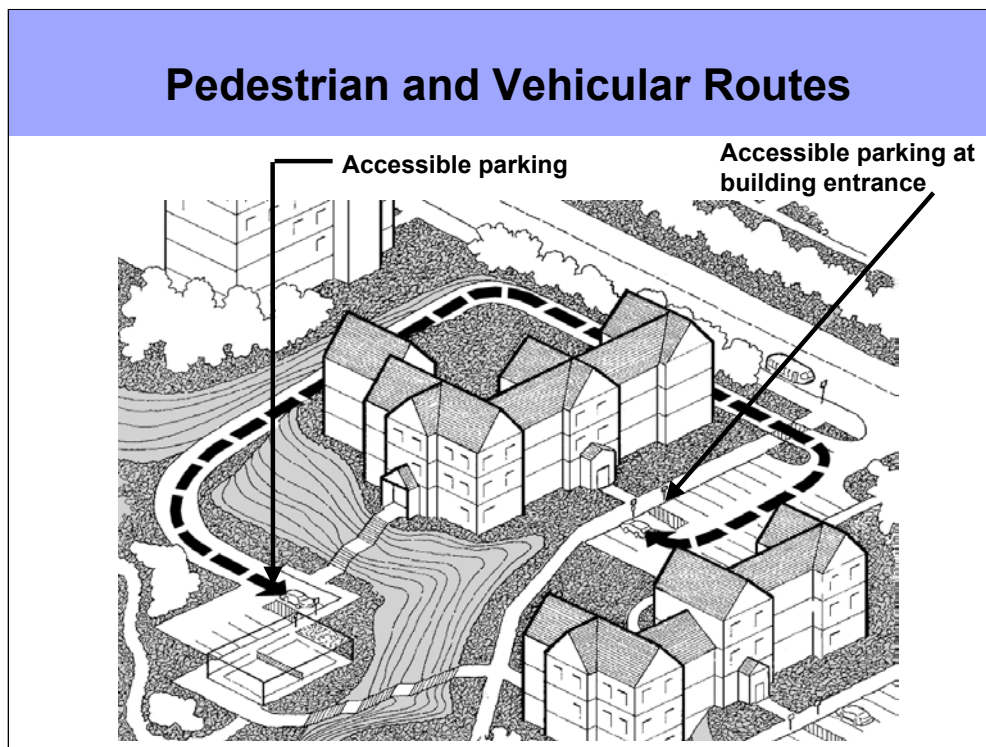 Pedestrian and Vehicular Routes
Accessible parking
Accessible parking at
building entrance